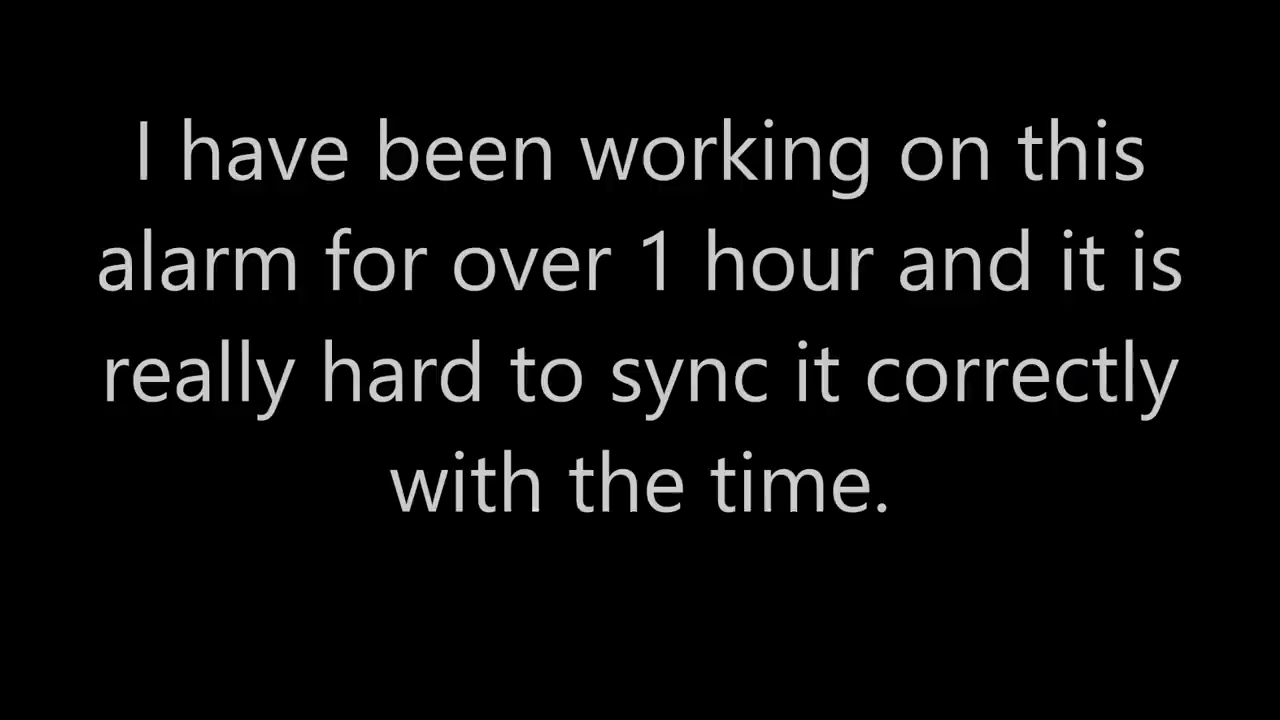 I have been working on this
alarm for over 1 hour and it is
really hard to sync it correctly
with the time.